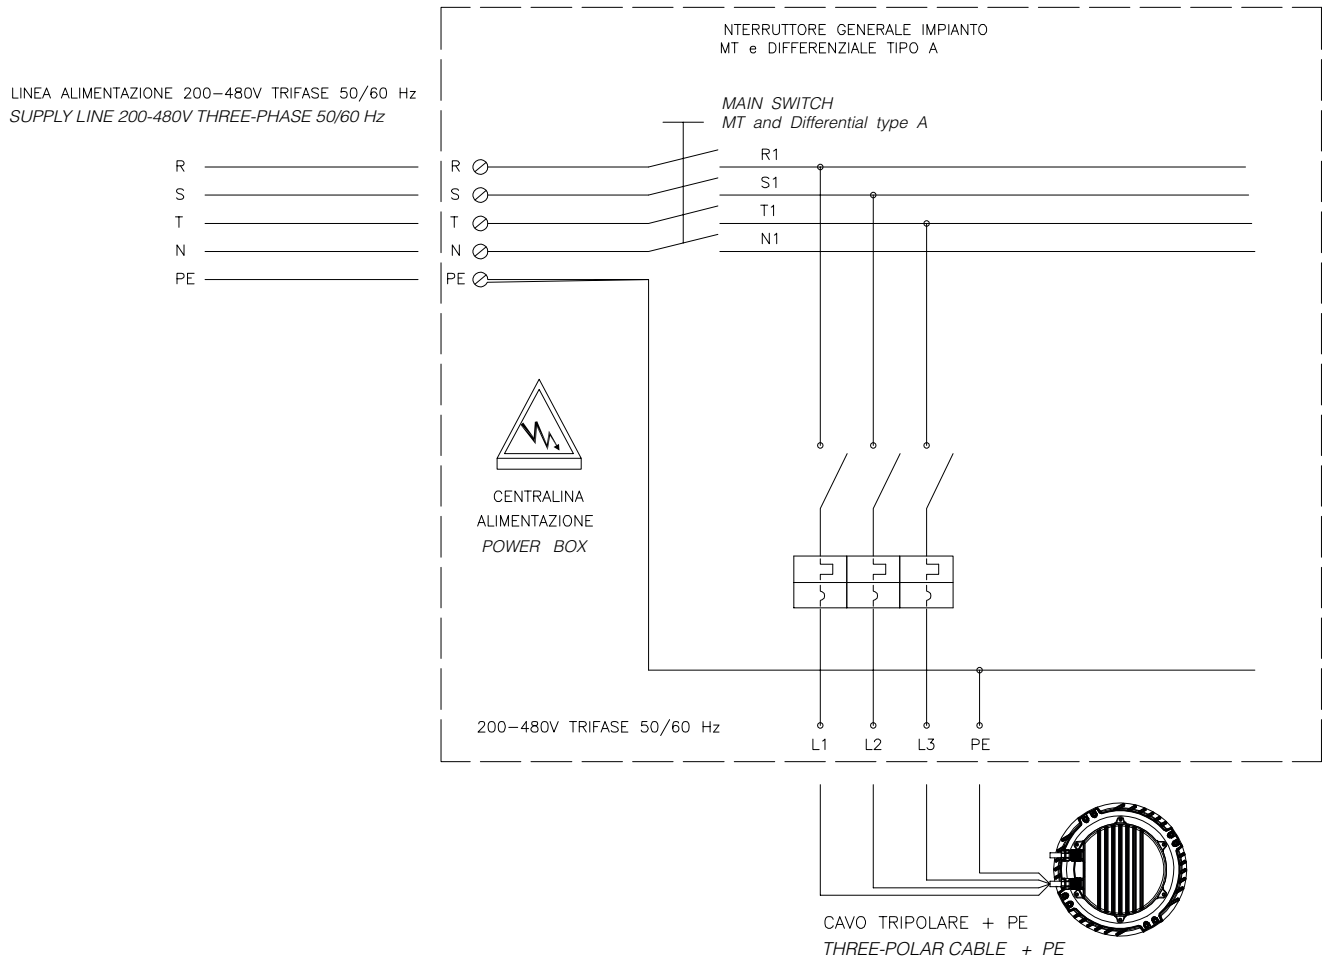 NTERRUTTORE GENERALE IMPIANTO
MT e DIFFERENZIALE TIPO A
LINEA ALIMENTAZIONE 200-480V TRIFASE 50/60 Hz
SUPPLY LINE 200-480V THREE-PHASE 50/60 Hz
MAIN SWITCH
MT and Differential type A
R R R1
S S S1
T T T1
N N N1
PE PE
CENTRALINA
ALIMENTAZIONE
POWER BOX
200-480V TRIFASE 50/60 Hz
L1 L2 L3 PE
CAVO TRIPOLARE + PE
THREE-POLAR CABLE + PE